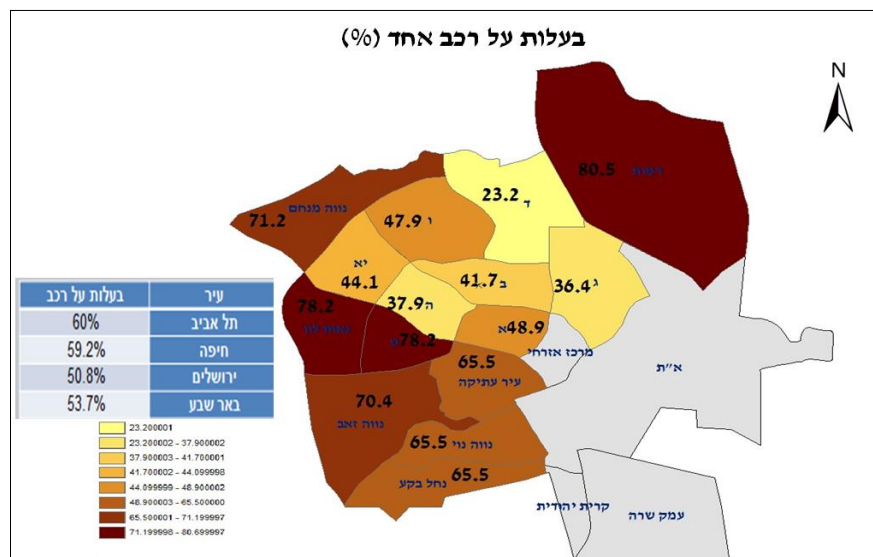 בעלות על רכב אחד (%)
N
80.5 רמות
23.2 ד
נווה מנחם
71.2
47.9 ו
יא
44.1
41.7 ב
36.4 ג
37.9 ה
78.2
78.2
48.9 א
מרכז אזרחי
א״ת
65.5
עיר עתיקה
70.4
נווה זאב
65.5 נווה נוי
65.5 נחל בקע
קרית יהודית
עמק שרה
עיר בעלות על רכב
תל אביב 60%
חיפה 59.2%
ירושלים 50.8%
באר שבע 53.7%
23.200001
23.200002 - 37.900002
37.900003 - 41.700001
41.700002 - 44.099998
44.099999 - 48.900002
48.900003 - 65.500000
65.500001 - 71.199997
71.199998 - 80.699997